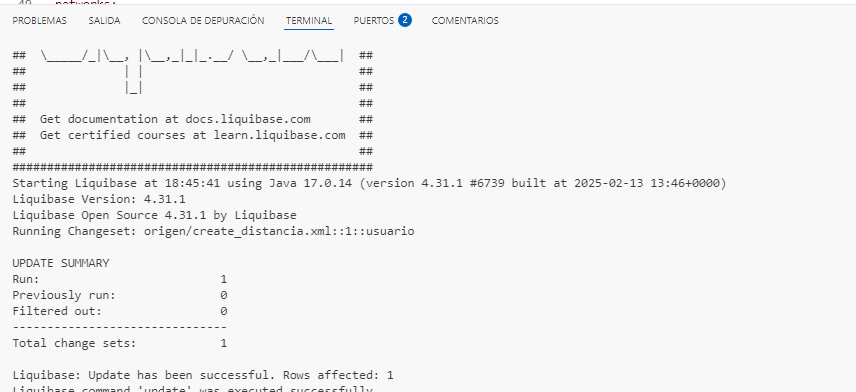 networks:
PROBLEMAS SALIDA CONSOLA DE DEPURACIÓN TERMINAL PUERTOS 2 COMENTARIOS
##  \_____/_|\__, |\__,_|_|_.__/ \__,_|___/\___|  ##
##              | |                               ##
##              |_|                               ##
##                                                ##
##  Get documentation at docs.liquibase.com       ##
##  Get certified courses at learn.liquibase.com  ##
##                                                ##
####################################################
Starting Liquibase at 18:45:41 using Java 17.0.14 (version 4.31.1 #6739 built at 2025-02-13 13:46+0000)
Liquibase Version: 4.31.1
Liquibase Open Source 4.31.1 by Liquibase
Running Changeset: origen/create_distancia.xml::1::usuario
UPDATE SUMMARY
Run:                          1
Previously run:               0
Filtered out:                 0
-------------------------------
Total change sets:            1
Liquibase: Update has been successful. Rows affected: 1
Liquibase command 'update' was executed successfully